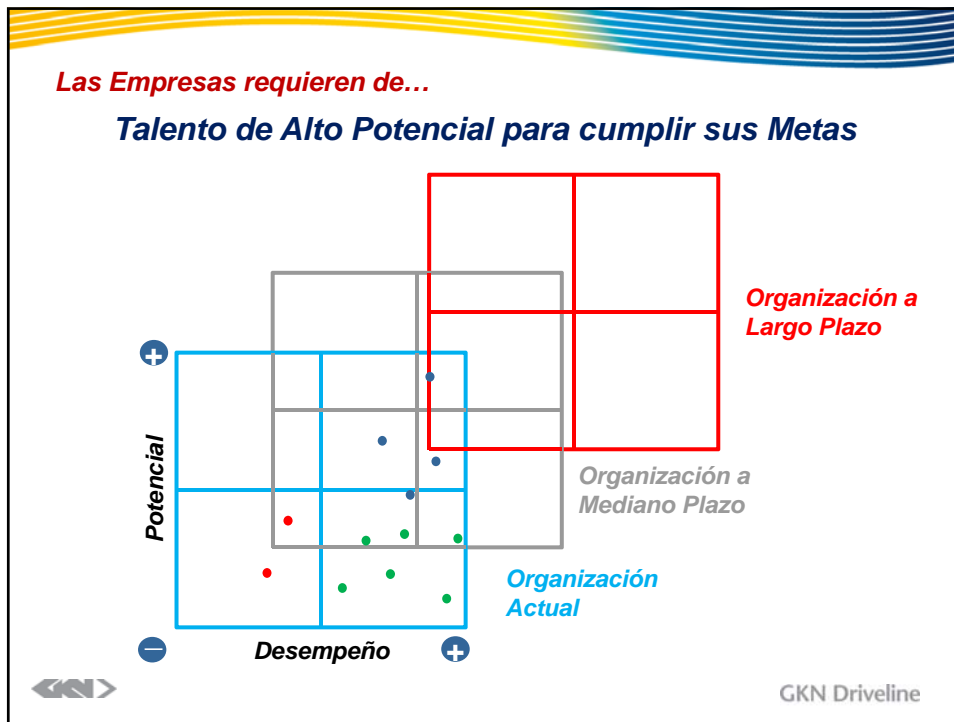 Las Empresas requieren de…
Talento de Alto Potencial para cumplir sus Metas
Organización a
Largo Plazo
+
Potencial
Organización a
Mediano Plazo
Organización
Actual
–
Desempeño
+
GKN
GKN Driveline